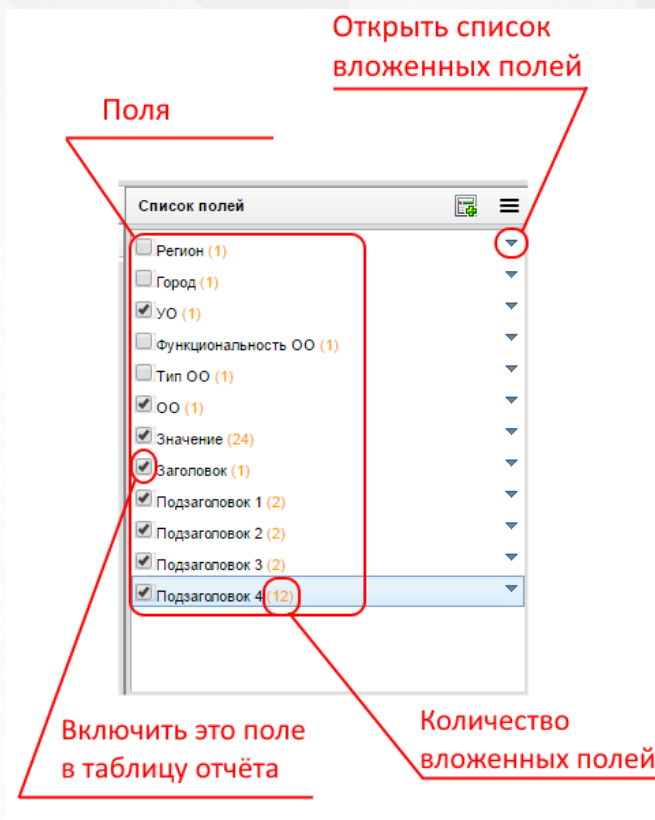 Открыть список
вложенных полей
Поля
Список полей
Регион (1)
Город (1)
УО (1)
Функциональность ОО (1)
Тип ОО (1)
ОО (1)
Значение (24)
Заголовок (1)
Подзаголовок 1 (2)
Подзаголовок 2 (2)
Подзаголовок 3 (2)
Подзаголовок 4 (12)
Включить это поле
в таблицу отчёта
Количество
вложенных полей